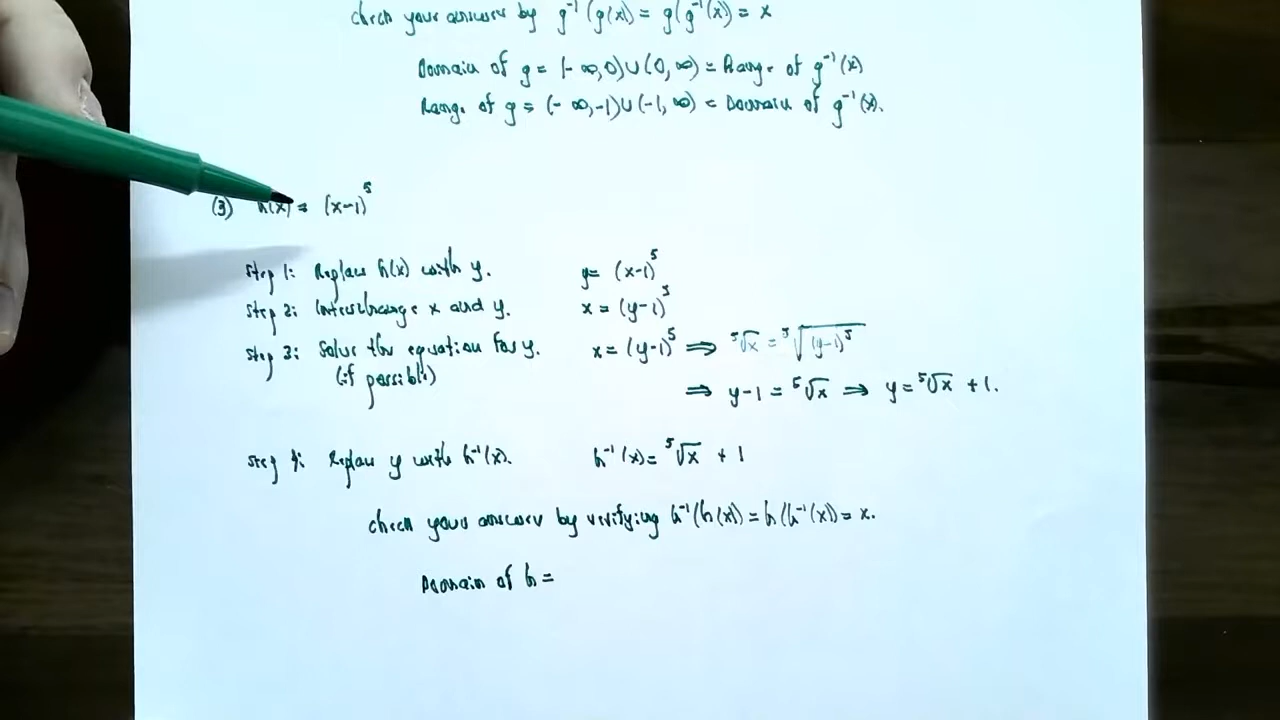 check your answer by g⁻¹(g(x)) = g(g⁻¹(x)) = x
Domain of g = (-∞,0)∪(0,∞) = Range of g⁻¹(x)
Range of g = (-∞,-1)∪(-1,∞) = Domain of g⁻¹(x).
(3) h(x) = (x-1)⁵
Step 1: Replace h(x) with y. y = (x-1)⁵
Step 2: Interchange x and y. x = (y-1)⁵
Step 3: Solve the equation for y. x = (y-1)⁵ ⟹ ⁵√x = ⁵√(y-1)⁵
(if possible)
⟹ y-1 = ⁵√x ⟹ y = ⁵√x + 1.
Step 4: Replace y with h⁻¹(x). h⁻¹(x) = ⁵√x + 1
check your answer by verifying h⁻¹(h(x)) = h(h⁻¹(x)) = x.
Domain of h =